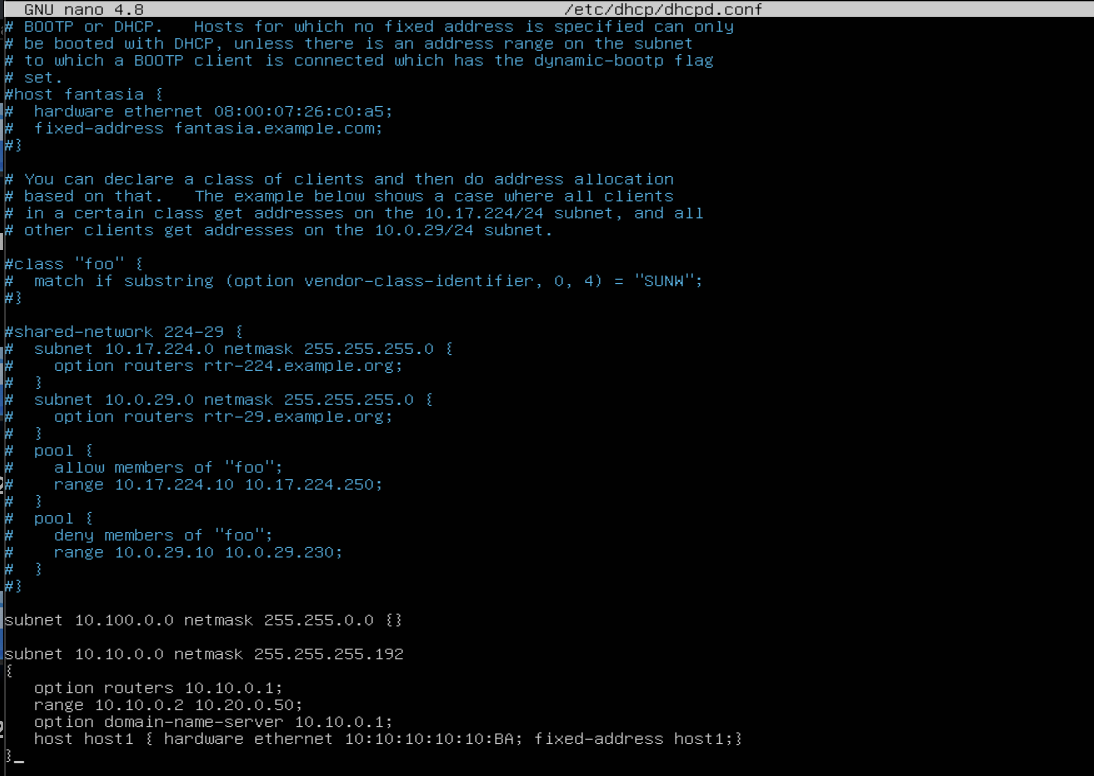 GNU nano 4.8 /etc/dhcp/dhcpd.conf
# BOOTP or DHCP.   Hosts for which no fixed address is specified can only
# be booted with DHCP, unless there is an address range on the subnet
# to which a BOOTP client is connected which has the dynamic-bootp flag
# set.
#host fantasia {
#  hardware ethernet 08:00:07:26:c0:a5;
#  fixed-address fantasia.example.com;
#}
# You can declare a class of clients and then do address allocation
# based on that.   The example below shows a case where all clients
# in a certain class get addresses on the 10.17.224/24 subnet, and all
# other clients get addresses on the 10.0.29/24 subnet.
#class "foo" {
#  match if substring (option vendor-class-identifier, 0, 4) = "SUNW";
#}
#shared-network 224-29 {
#  subnet 10.17.224.0 netmask 255.255.255.0 {
#    option routers rtr-224.example.org;
#  }
#  subnet 10.0.29.0 netmask 255.255.255.0 {
#    option routers rtr-29.example.org;
#  }
#  pool {
#    allow members of "foo";
#    range 10.17.224.10 10.17.224.250;
#  }
#  pool {
#    deny members of "foo";
#    range 10.0.29.10 10.0.29.230;
#  }
#}
subnet 10.100.0.0 netmask 255.255.0.0 {}
subnet 10.10.0.0 netmask 255.255.255.192
{
   option routers 10.10.0.1;
   range 10.10.0.2 10.20.0.50;
   option domain-name-server 10.10.0.1;
   host host1 { hardware ethernet 10:10:10:10:10:BA; fixed-address host1;}
}_